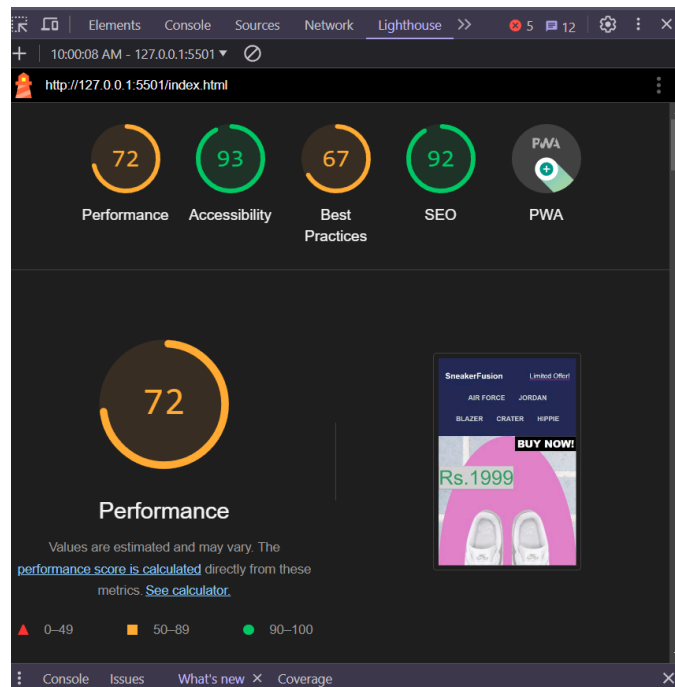 Elements Console Sources Network Lighthouse 5 12
10:00:08 AM - 127.0.0.1:5501
http://127.0.0.1:5501/index.html
72 93 67 92 PWA
Performance Accessibility Best Practices SEO PWA
72
SneakerFusion Limited Offer!
AIR FORCE JORDAN
BLAZER CRATER HIPPIE
BUY NOW!
Rs.1999
Performance
Values are estimated and may vary. The
performance score is calculated directly from these
metrics. See calculator.
0–49 50–89 90–100
Console Issues What's new Coverage